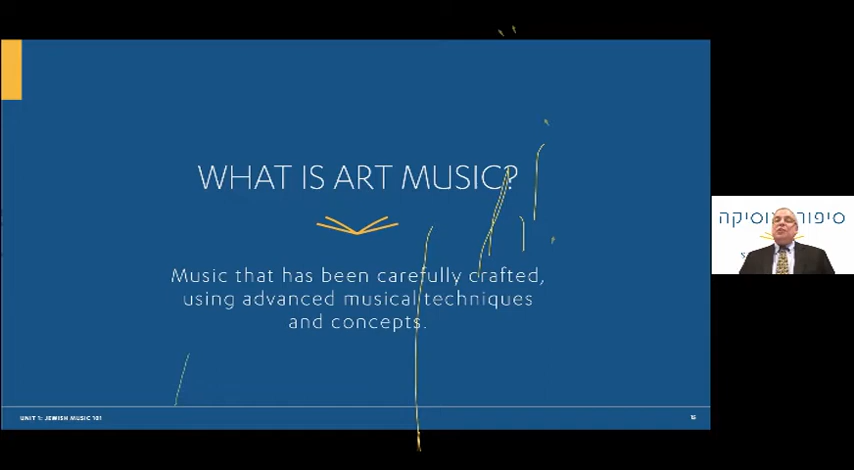 WHAT IS ART MUSIC?
Music that has been carefully crafted,
using advanced musical techniques
and concepts.
UNIT 1: JEWISH MUSIC 101
15
סיפור